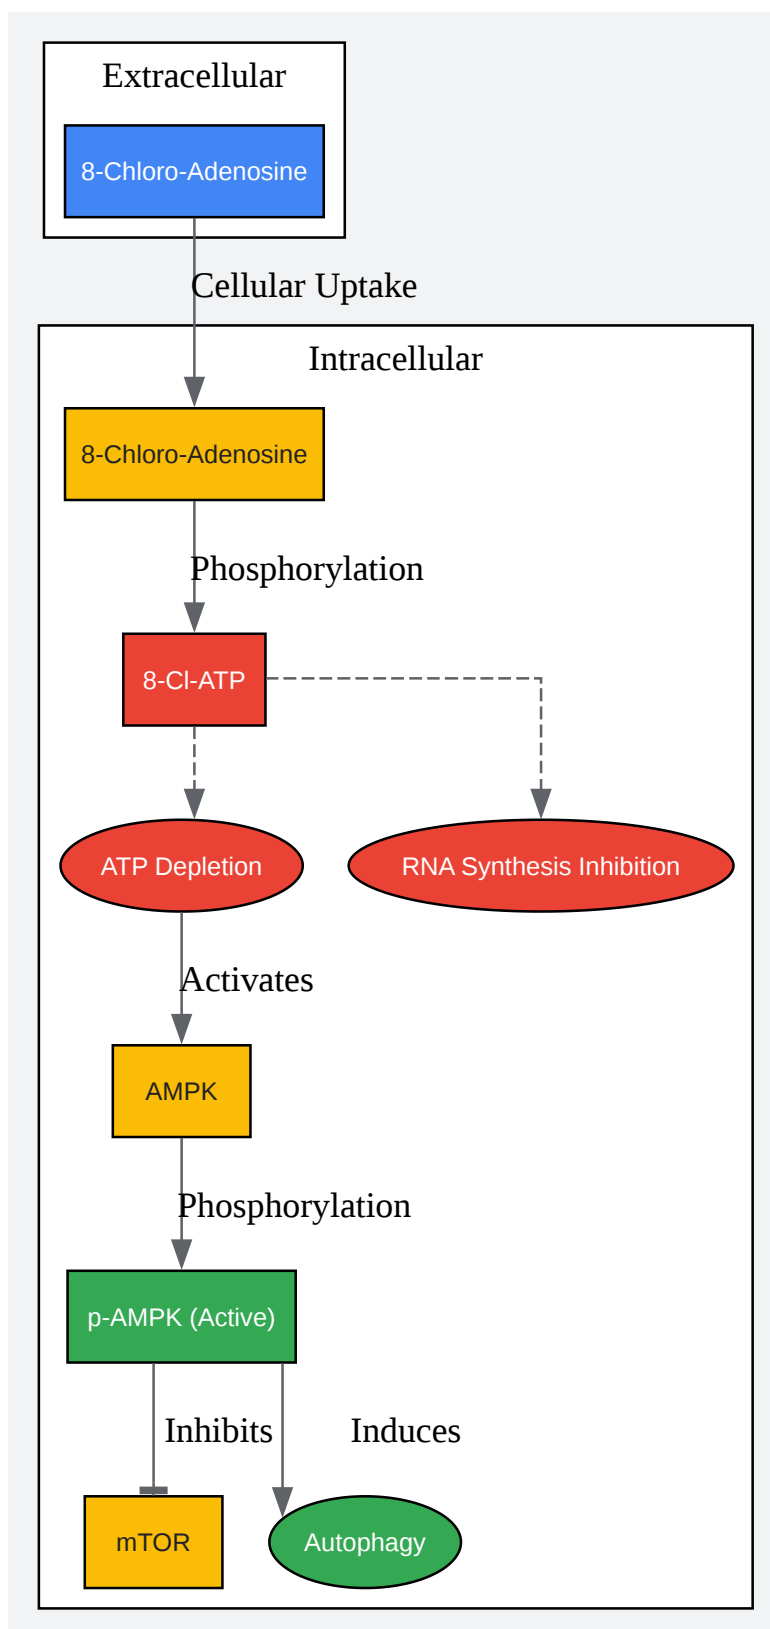 Extracellular
8-Chloro-Adenosine
Cellular Uptake
Intracellular
8-Chloro-Adenosine
Phosphorylation
8-Cl-ATP
ATP Depletion
RNA Synthesis Inhibition
Activates
AMPK
Phosphorylation
p-AMPK (Active)
Inhibits
Induces
mTOR
Autophagy